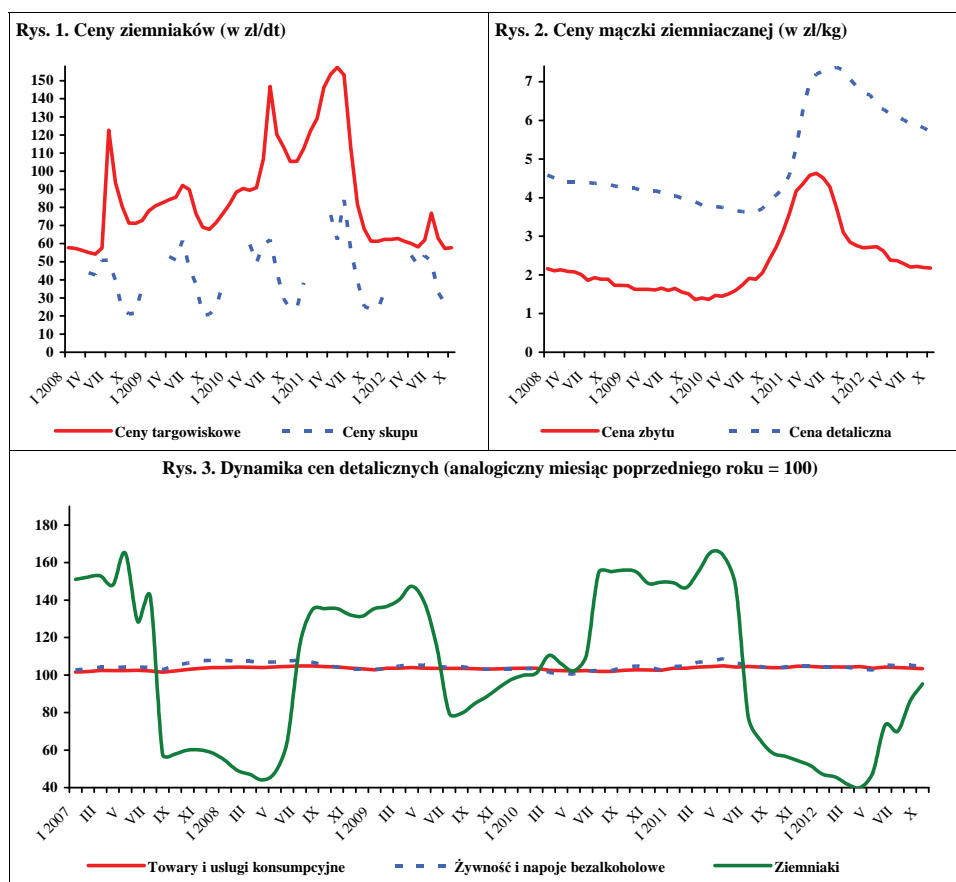 Rys. 1. Ceny ziemniaków (w zł/dt)
150
140
130
120
110
100
90
80
70
60
50
40
30
20
10
0
I 2008
IV
VII
X
I 2009
IV
VII
X
I 2010
IV
VII
X
I 2011
IV
VII
X
I 2012
IV
VII
X
Ceny targowiskowe
Ceny skupu
Rys. 2. Ceny mączki ziemniaczanej (w zł/kg)
7
6
5
4
3
2
1
0
I 2008
IV
VII
X
I 2009
IV
VII
X
I 2010
IV
VII
X
I 2011
IV
VII
X
I 2012
IV
VII
X
Cena zbytu
Cena detaliczna
Rys. 3. Dynamika cen detalicznych (analogiczny miesiąc poprzedniego roku = 100)
180
160
140
120
100
80
60
40
I 2007
III
V
VII
IX
XI
I 2008
III
V
VII
IX
XI
I 2009
III
V
VII
IX
XI
I 2010
III
V
VII
IX
XI
I 2011
III
V
VII
IX
XI
I 2012
III
V
VII
X
Towary i usługi konsumpcyjne
Żywność i napoje bezalkoholowe
Ziemniaki